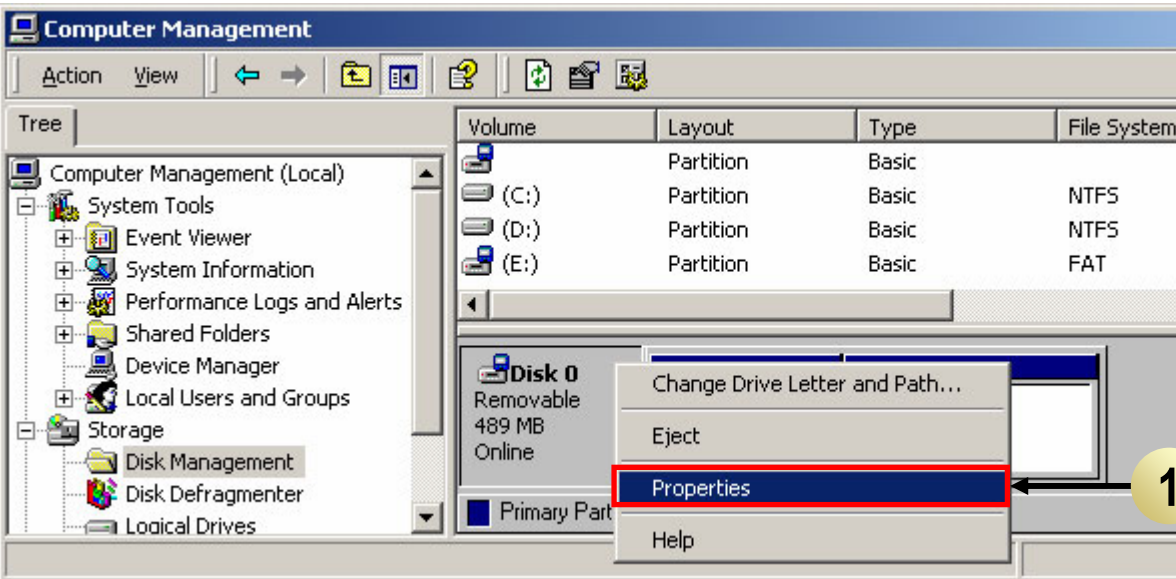 Computer Management
Action View
Tree
Computer Management (Local)
System Tools
Event Viewer
System Information
Performance Logs and Alerts
Shared Folders
Device Manager
Local Users and Groups
Storage
Disk Management
Disk Defragmenter
Logical Drives
Volume Layout Type File System
Partition Basic
(C:) Partition Basic NTFS
(D:) Partition Basic NTFS
(E:) Partition Basic FAT
Disk 0
Removable
489 MB
Online
Primary Part
Change Drive Letter and Path...
Eject
Properties
Help
1